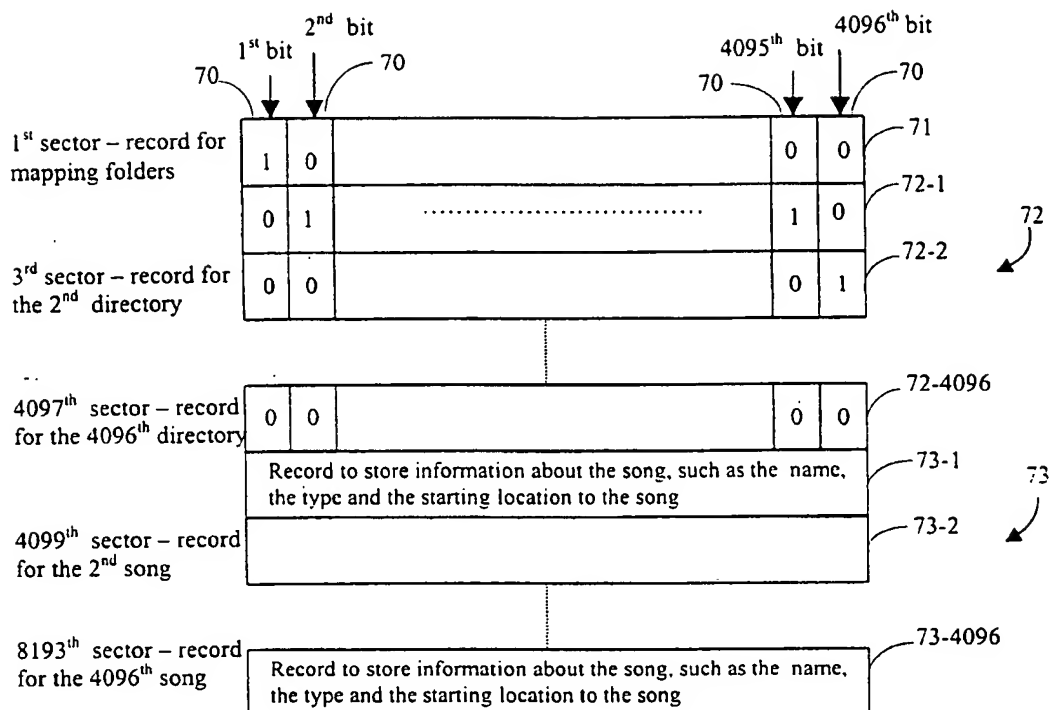 1st bit
2nd bit
4095th bit
4096th bit
70
70
70
70
1st sector – record for
mapping folders
1 0 0 0
71
0 1 ................................ 1 0
72-1
72
3rd sector – record for
the 2nd directory
0 0 0 1
72-2
4097th sector – record
for the 4096th directory
0 0 0 0
72-4096
Record to store information about the song, such as the name,
the type and the starting location to the song
73-1
73
4099th sector – record
for the 2nd song
73-2
8193th sector – record
for the 4096th song
Record to store information about the song, such as the name,
the type and the starting location to the song
73-4096